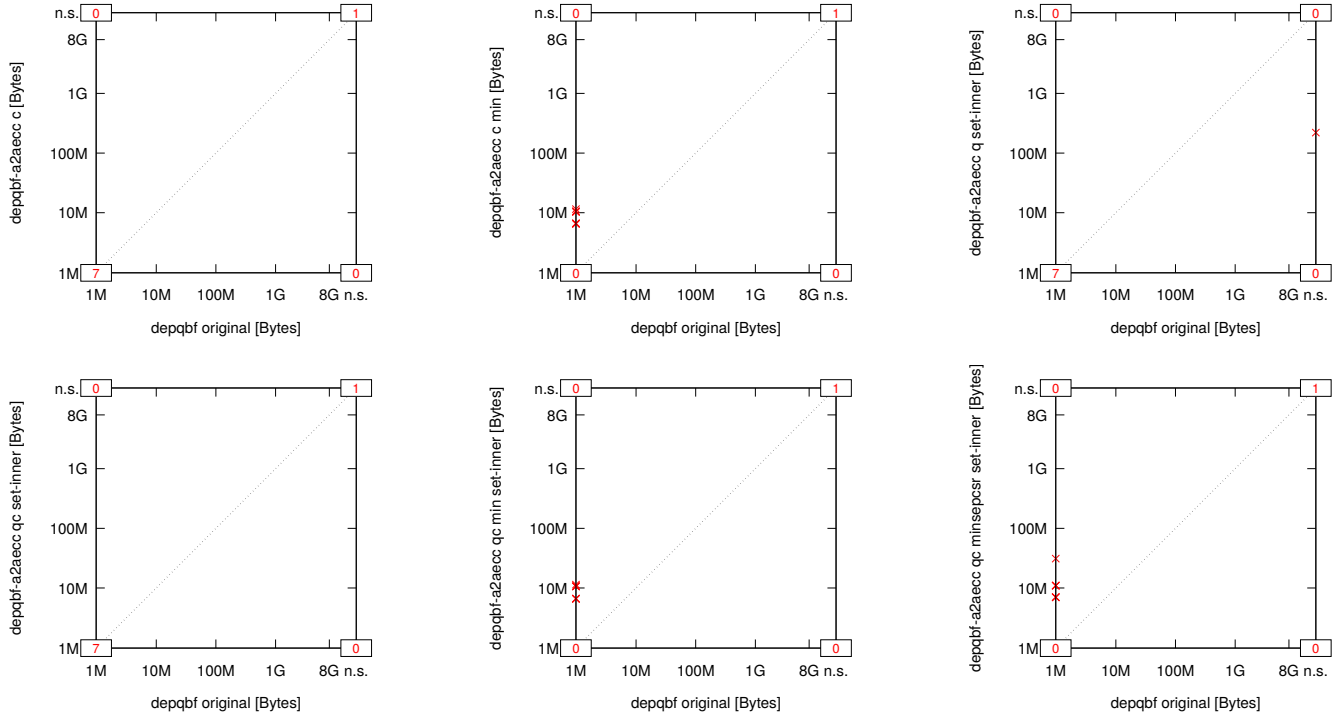 depqbf-a2aecc c [Bytes]
n.s. 0 1
8G
1G
100M
10M
1M 7 0
1M 10M 100M 1G 8G n.s.
depqbf original [Bytes]
depqbf-a2aecc c min [Bytes]
n.s. 0 1
8G
1G
100M
10M
1M 0 0
1M 10M 100M 1G 8G n.s.
depqbf original [Bytes]
depqbf-a2aecc q set-inner [Bytes]
n.s. 0 0
8G
1G
100M
10M
1M 7 0
1M 10M 100M 1G 8G n.s.
depqbf original [Bytes]
depqbf-a2aecc qc set-inner [Bytes]
n.s. 0 1
8G
1G
100M
10M
1M 7 0
1M 10M 100M 1G 8G n.s.
depqbf original [Bytes]
depqbf-a2aecc qc min set-inner [Bytes]
n.s. 0 1
8G
1G
100M
10M
1M 0 0
1M 10M 100M 1G 8G n.s.
depqbf original [Bytes]
depqbf-a2aecc qc minsepcsr set-inner [Bytes]
n.s. 0 1
8G
1G
100M
10M
1M 0 0
1M 10M 100M 1G 8G n.s.
depqbf original [Bytes]